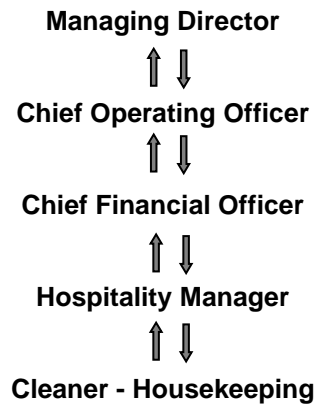 Managing Director
Chief Operating Officer
Chief Financial Officer
Hospitality Manager
Cleaner - Housekeeping